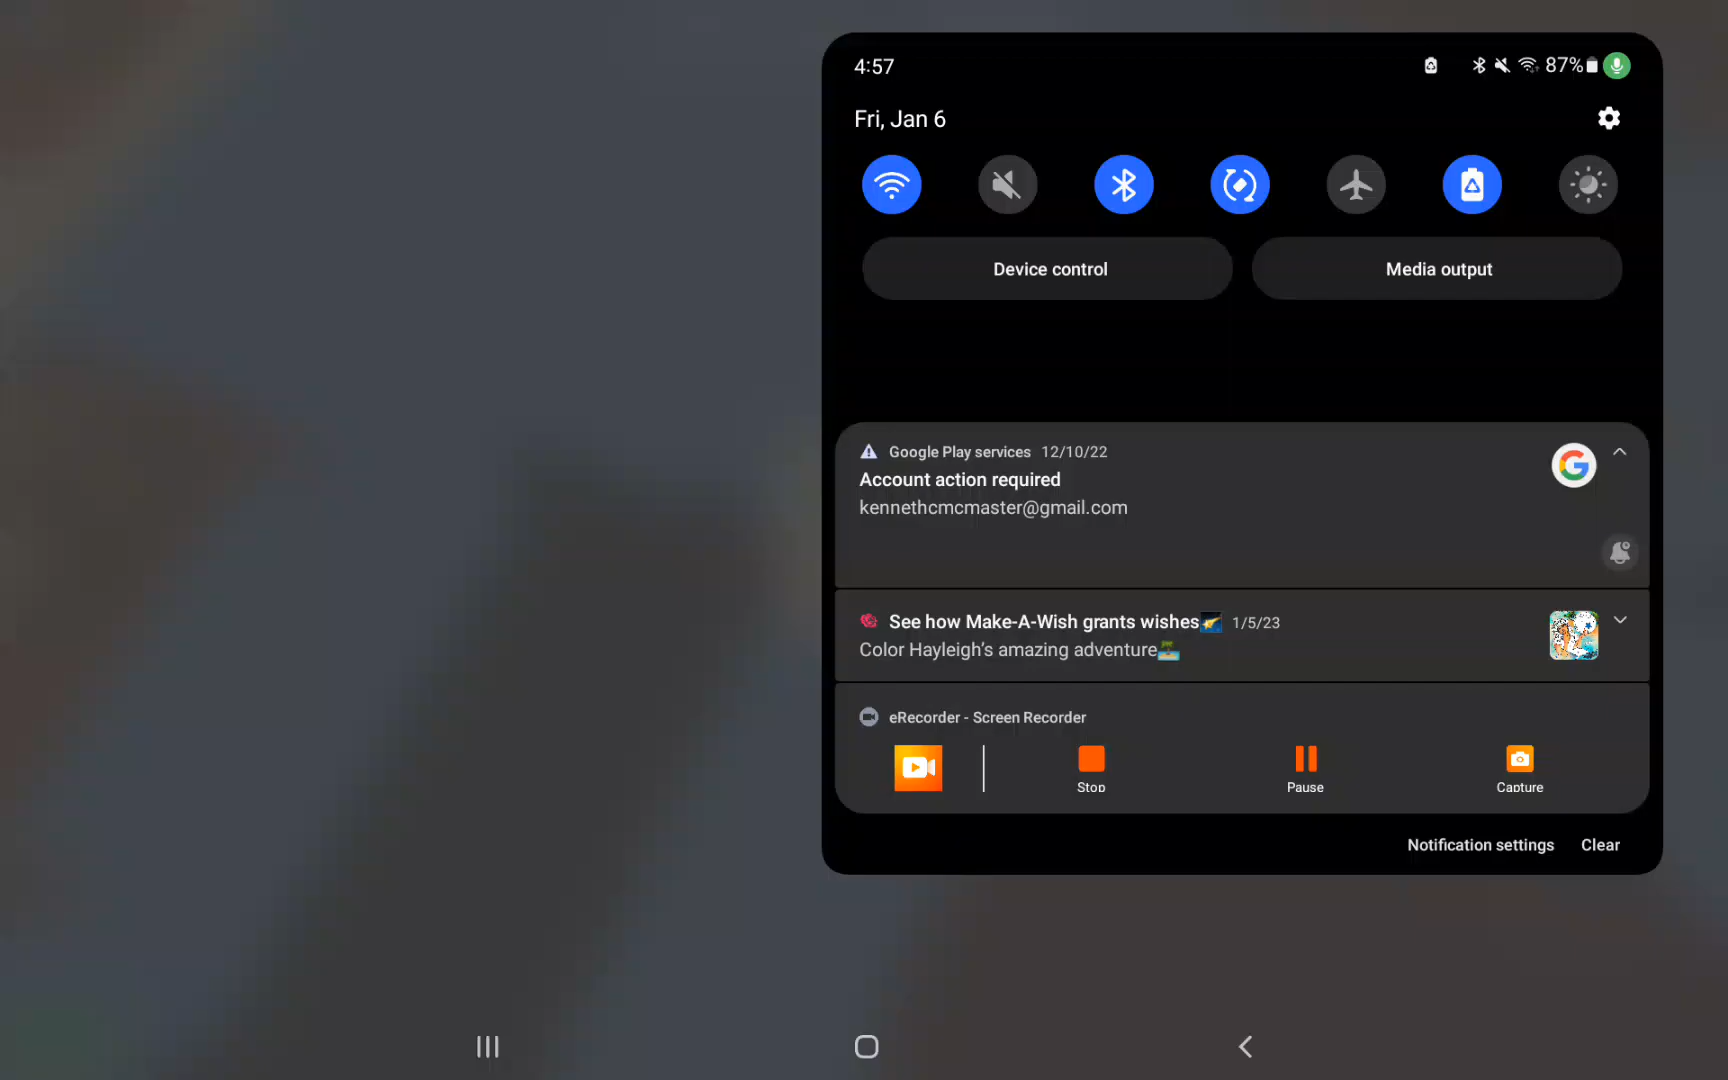 4:57
87%
Fri, Jan 6
Device control
Media output
Google Play services 12/10/22
Account action required
kennethcmcmaster@gmail.com
See how Make-A-Wish grants wishes 1/5/23
Color Hayleigh's amazing adventure
eRecorder - Screen Recorder
Stop
Pause
Capture
Notification settings
Clear